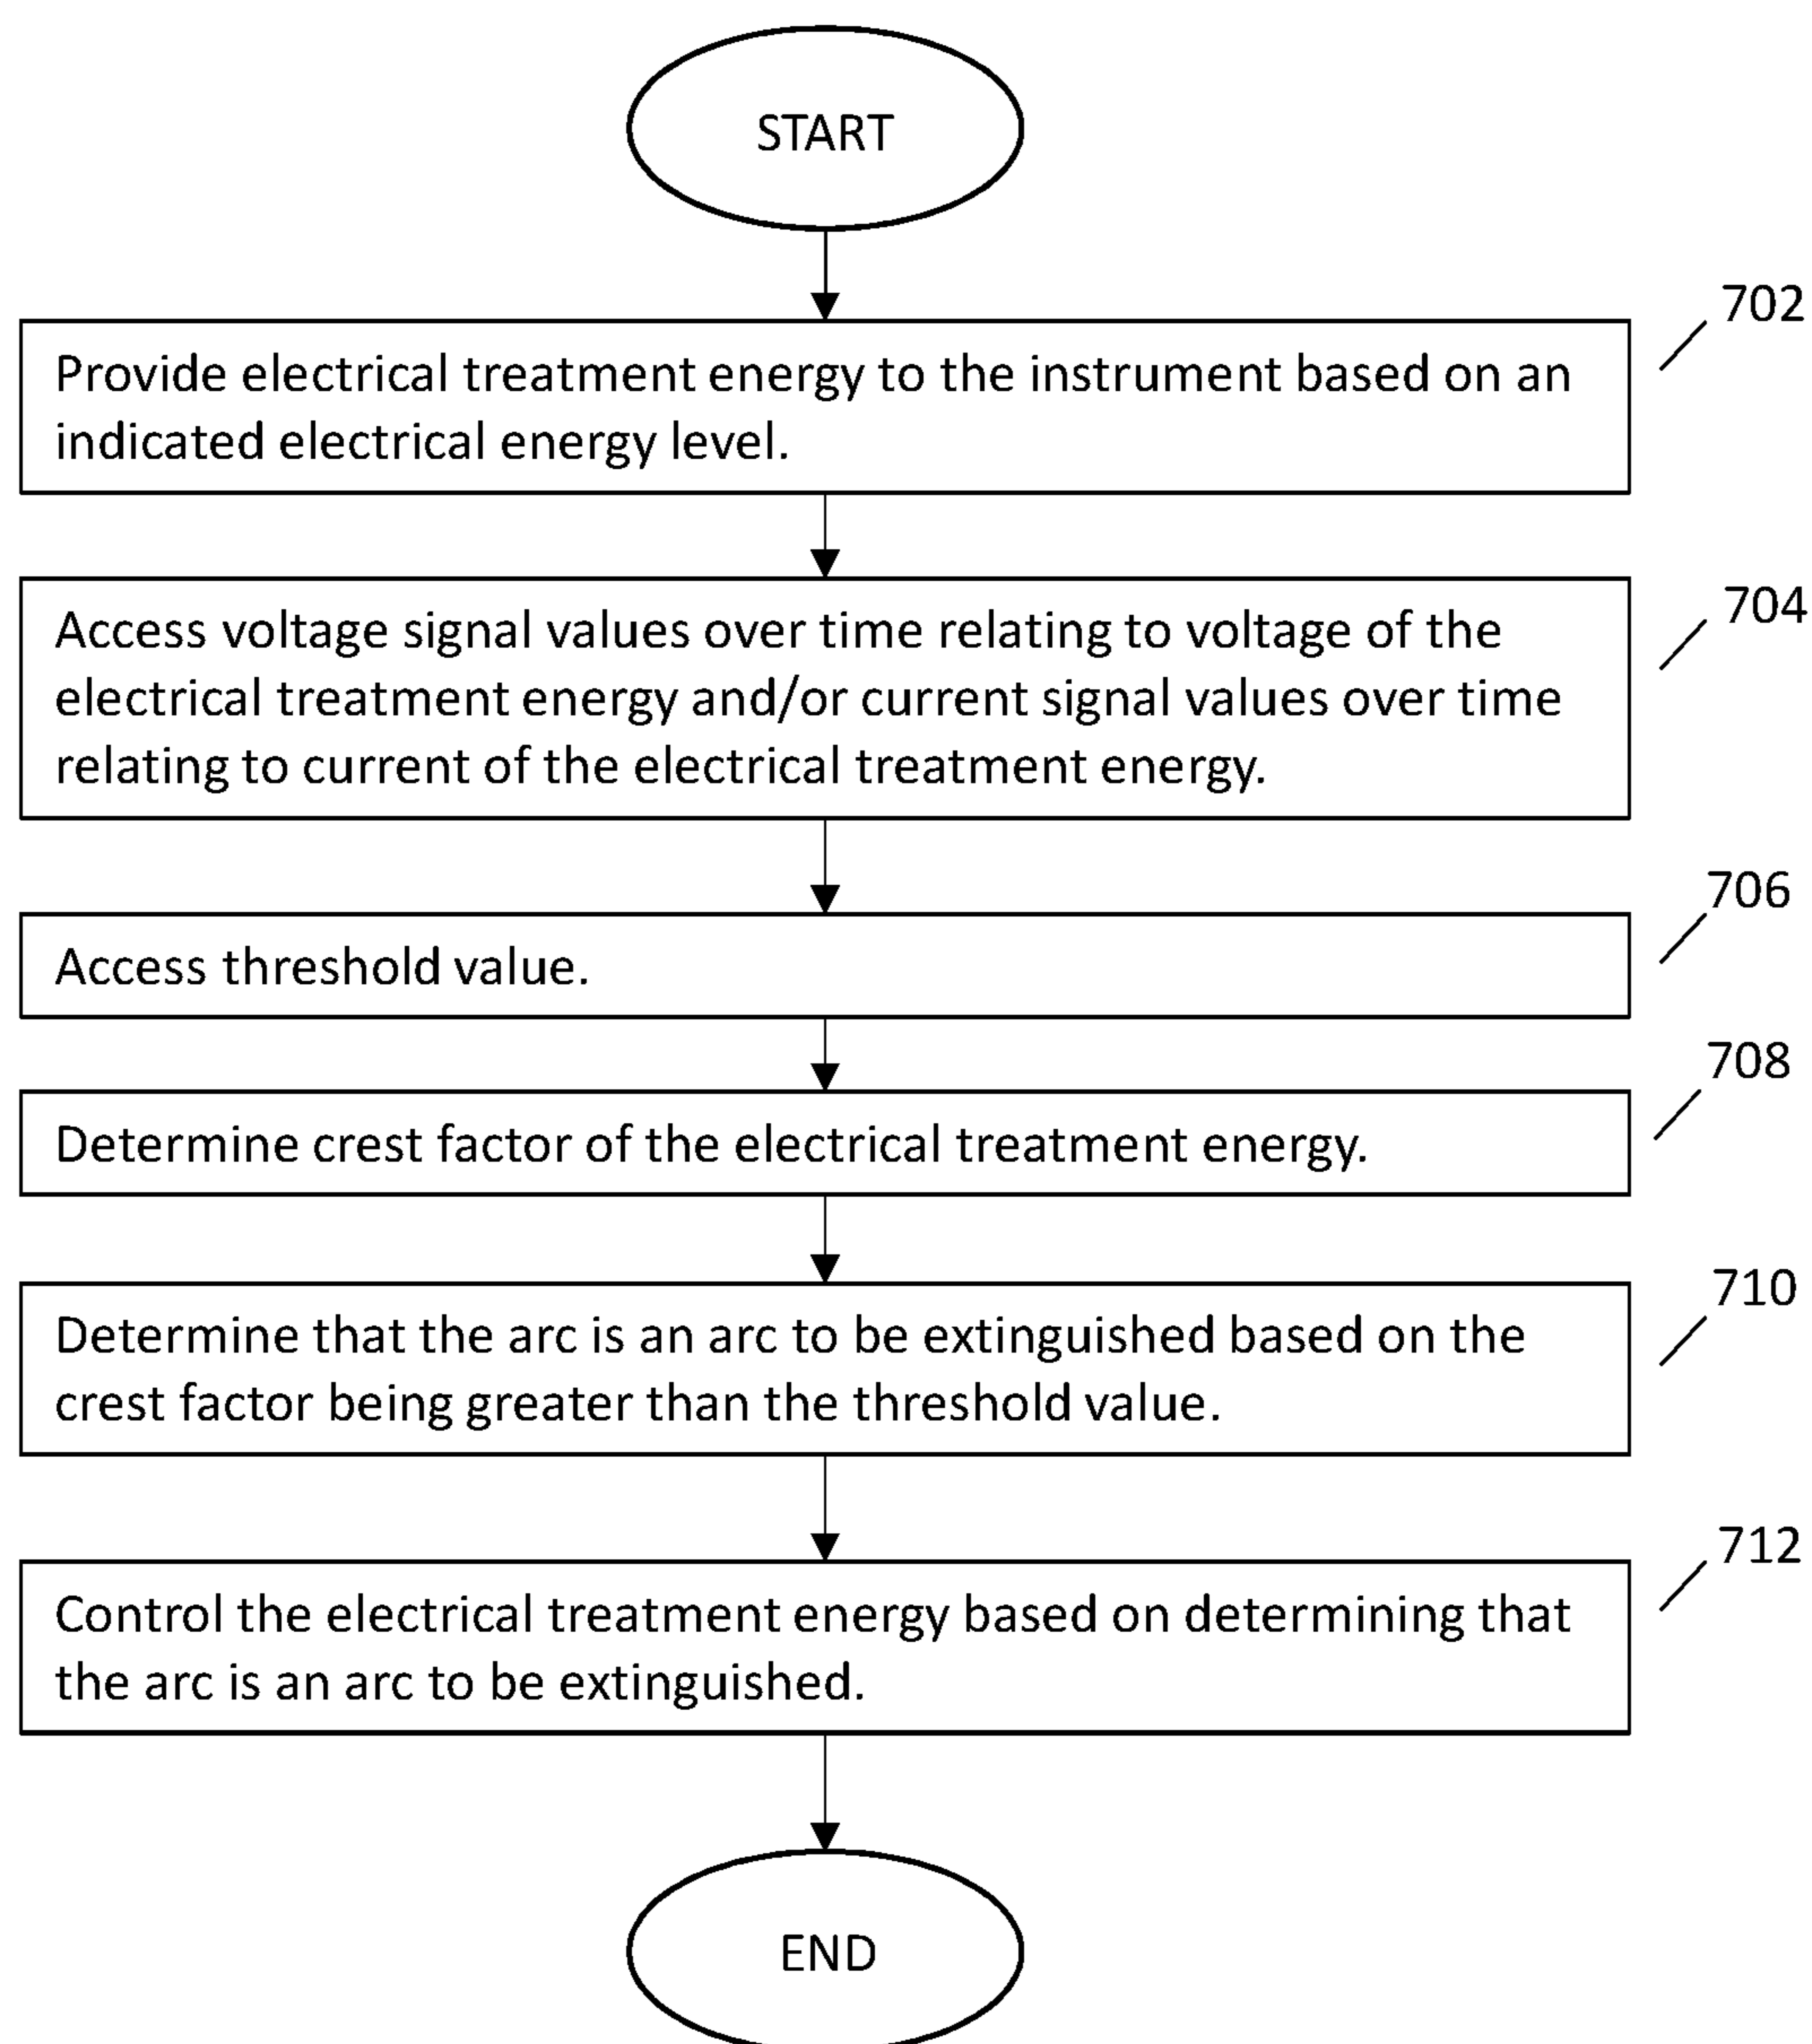 START
702
Provide electrical treatment energy to the instrument based on an
indicated electrical energy level.
704
Access voltage signal values over time relating to voltage of the
electrical treatment energy and/or current signal values over time
relating to current of the electrical treatment energy.
706
Access threshold value.
708
Determine crest factor of the electrical treatment energy.
710
Determine that the arc is an arc to be extinguished based on the
crest factor being greater than the threshold value.
712
Control the electrical treatment energy based on determining that
the arc is an arc to be extinguished.
END